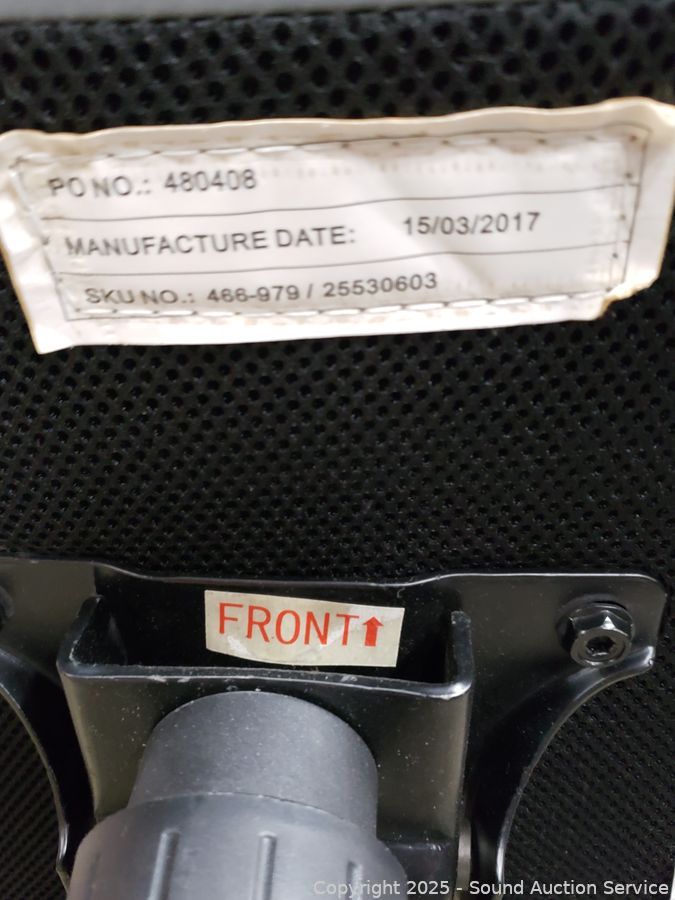 PO NO.: 480408
MANUFACTURE DATE: 15/03/2017
SKU NO.: 466-979 / 25530603
FRONT↑
Copyright © 2025 - Sound Auction Service